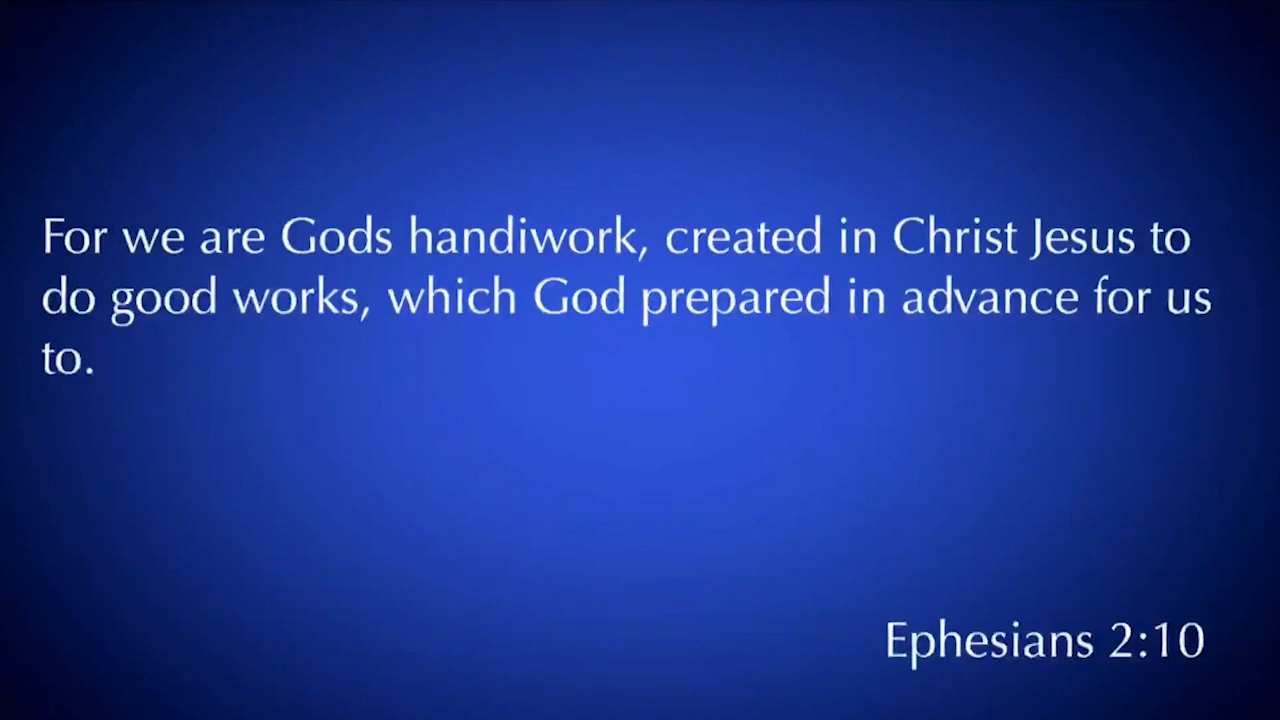 For we are Gods handiwork, created in Christ Jesus to
do good works, which God prepared in advance for us
to.
Ephesians 2:10